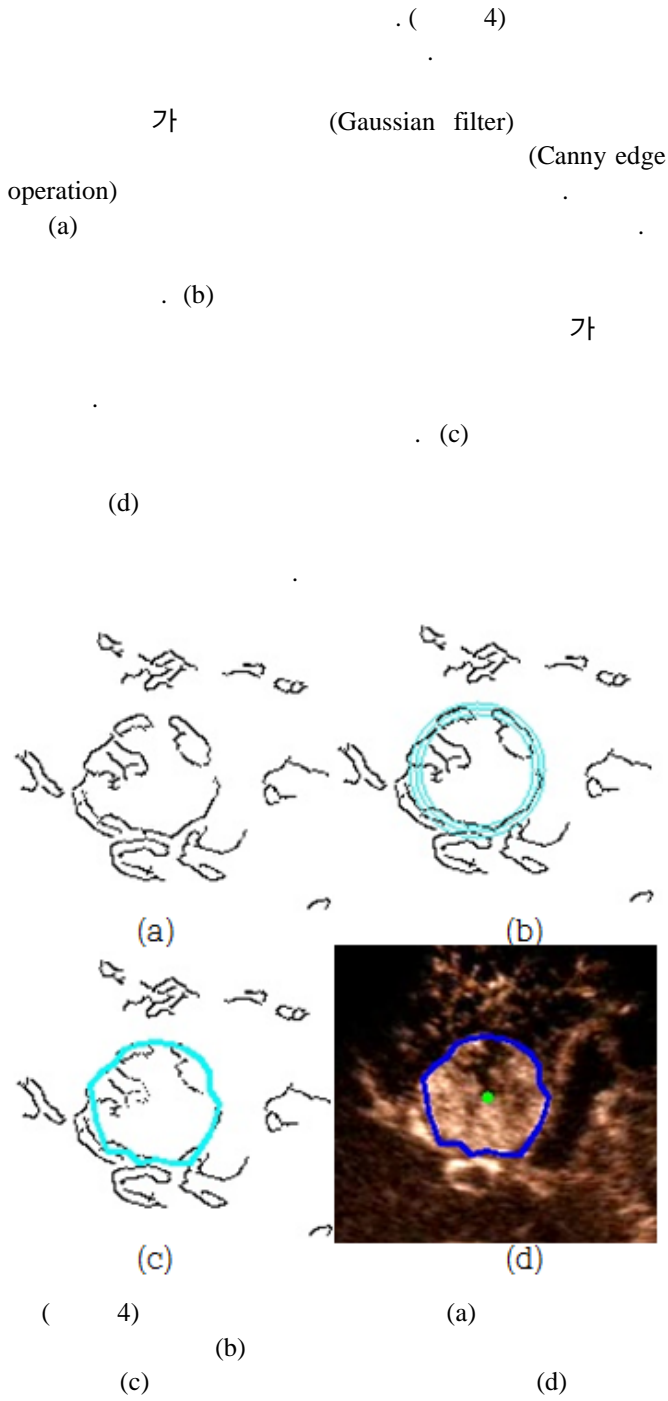 . ( 4)
.
가 (Gaussian filter)
(Canny edge
operation) .
(a) .
. (b)
가
.
. (c)
(d)
.
(a) (b)
(c) (d)
( 4) (a)
(b)
(c) (d)